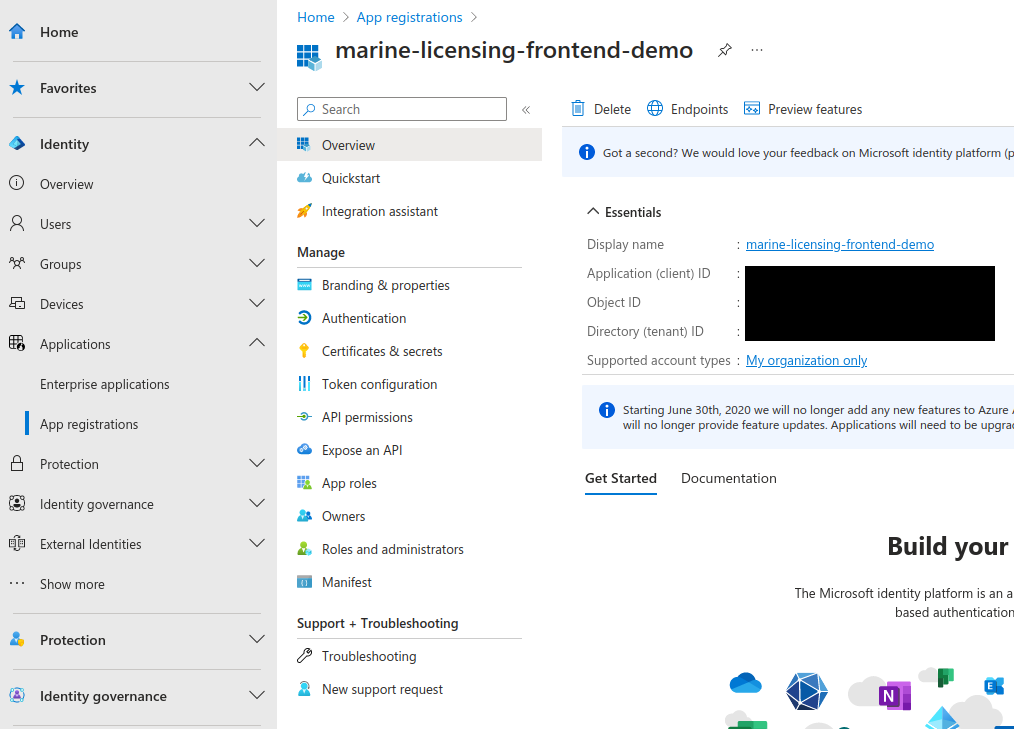 Home
Favorites
Identity
Overview
Users
Groups
Devices
Applications
Enterprise applications
App registrations
Protection
Identity governance
External Identities
Show more
Protection
Identity governance
Home > App registrations >
marine-licensing-frontend-demo
Search
Overview
Quickstart
Integration assistant
Manage
Branding & properties
Authentication
Certificates & secrets
Token configuration
API permissions
Expose an API
App roles
Owners
Roles and administrators
Manifest
Support + Troubleshooting
Troubleshooting
New support request
Delete Endpoints Preview features
Got a second? We would love your feedback on Microsoft identity platform (p
Essentials
Display name : marine-licensing-frontend-demo
Application (client) ID :
Object ID :
Directory (tenant) ID :
Supported account types : My organization only
Starting June 30th, 2020 we will no longer add any new features to Azure
will no longer provide feature updates. Applications will need to be upgra
Get Started Documentation
Build your
The Microsoft identity platform is an a
based authentication
N
E